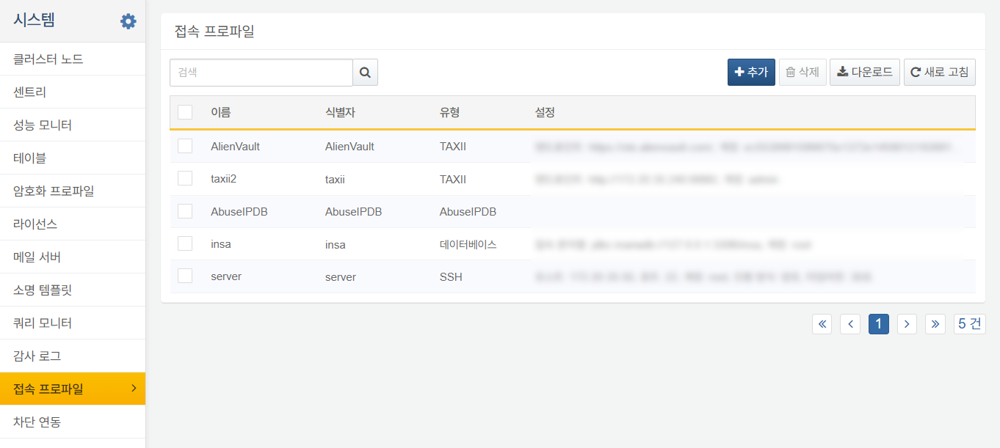 시스템
클러스터 노드
센트리
성능 모니터
테이블
암호화 프로파일
라이선스
메일 서버
소명 템플릿
쿼리 모니터
감사 로그
접속 프로파일
차단 연동
접속 프로파일
검색
추가 삭제 다운로드 새로 고침
이름 식별자 유형 설정
AlienVault AlienVault TAXII
taxii2 taxii TAXII
AbuseIPDB AbuseIPDB AbuseIPDB
insa insa 데이터베이스
server server SSH
« < 1 > » 5 건